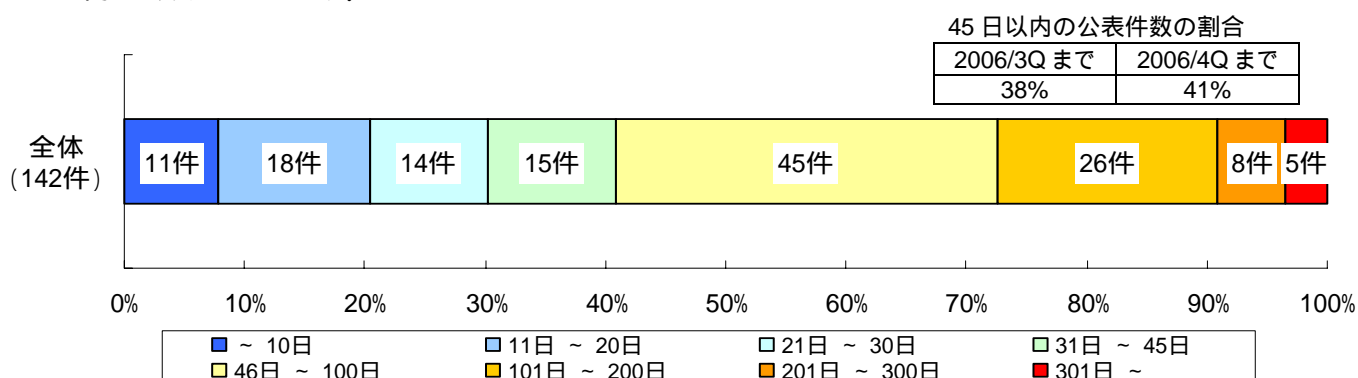 45 日以内の公表件数の割合
2006/3Q まで 2006/4Q まで
38% 41%
全体
(142件)
11件 18件 14件 15件 45件 26件 8件 5件
0% 10% 20% 30% 40% 50% 60% 70% 80% 90% 100%
~ 10日 11日 ~ 20日 21日 ~ 30日 31日 ~ 45日
46日 ~ 100日 101日 ~ 200日 201日 ~ 300日 301日 ~